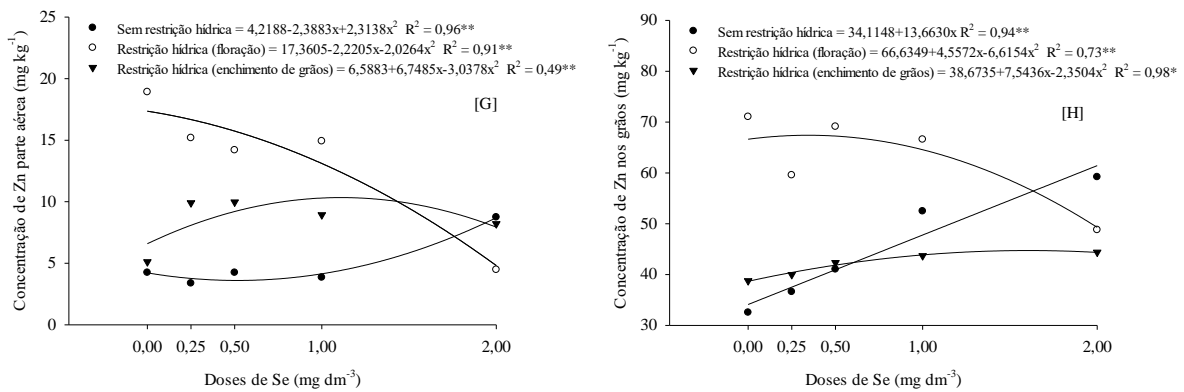 Sem restrição hídrica = 4,2188-2,3883x+2,3138x² R² = 0,96**
Restrição hídrica (floração) = 17,3605-2,2205x-2,0264x² R² = 0,91**
Restrição hídrica (enchimento de grãos) = 6,5883+6,7485x-3,0378x² R² = 0,49**
[G]
Concentração de Zn parte aérea (mg kg⁻¹)
25
20
15
10
5
0
0,00 0,25 0,50 1,00 2,00
Doses de Se (mg dm⁻³)
Sem restrição hídrica = 34,1148+13,6630x R² = 0,94**
Restrição hídrica (floração) = 66,6349+4,5572x-6,6154x² R² = 0,73**
Restrição hídrica (enchimento de grãos) = 38,6735+7,5436x-2,3504x² R² = 0,98*
[H]
Concentração de Zn nos grãos (mg kg⁻¹)
90
80
70
60
50
40
30
0,00 0,25 0,50 1,00 2,00
Doses de Se (mg dm⁻³)